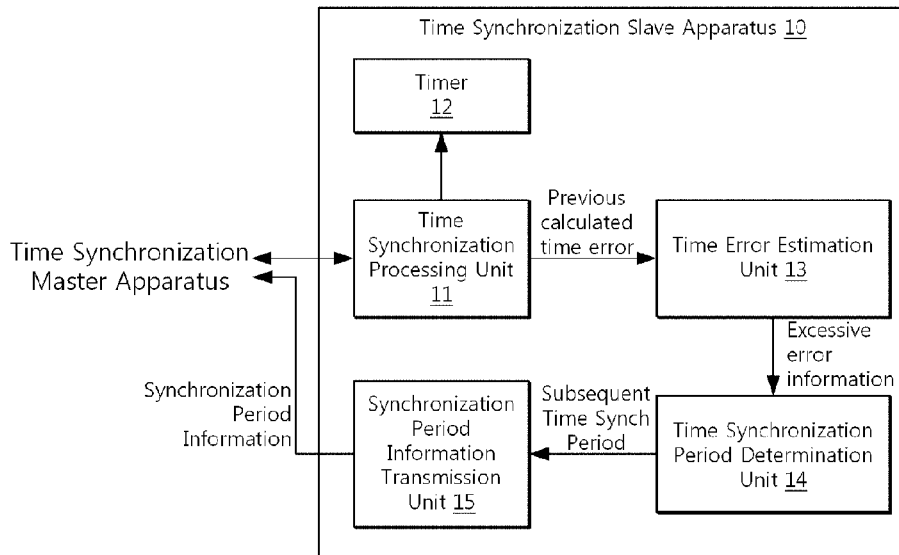 Time Synchronization Slave Apparatus 10
Timer
12
Time
Synchronization
Processing Unit
11
Previous
calculated
time error
Time Error Estimation
Unit 13
Time Synchronization
Master Apparatus
Excessive
error
information
Synchronization
Period
Information
Synchronization
Period
Information
Transmission
Unit 15
Subsequent
Time Synch
Period
Time Synchronization
Period Determination
Unit 14